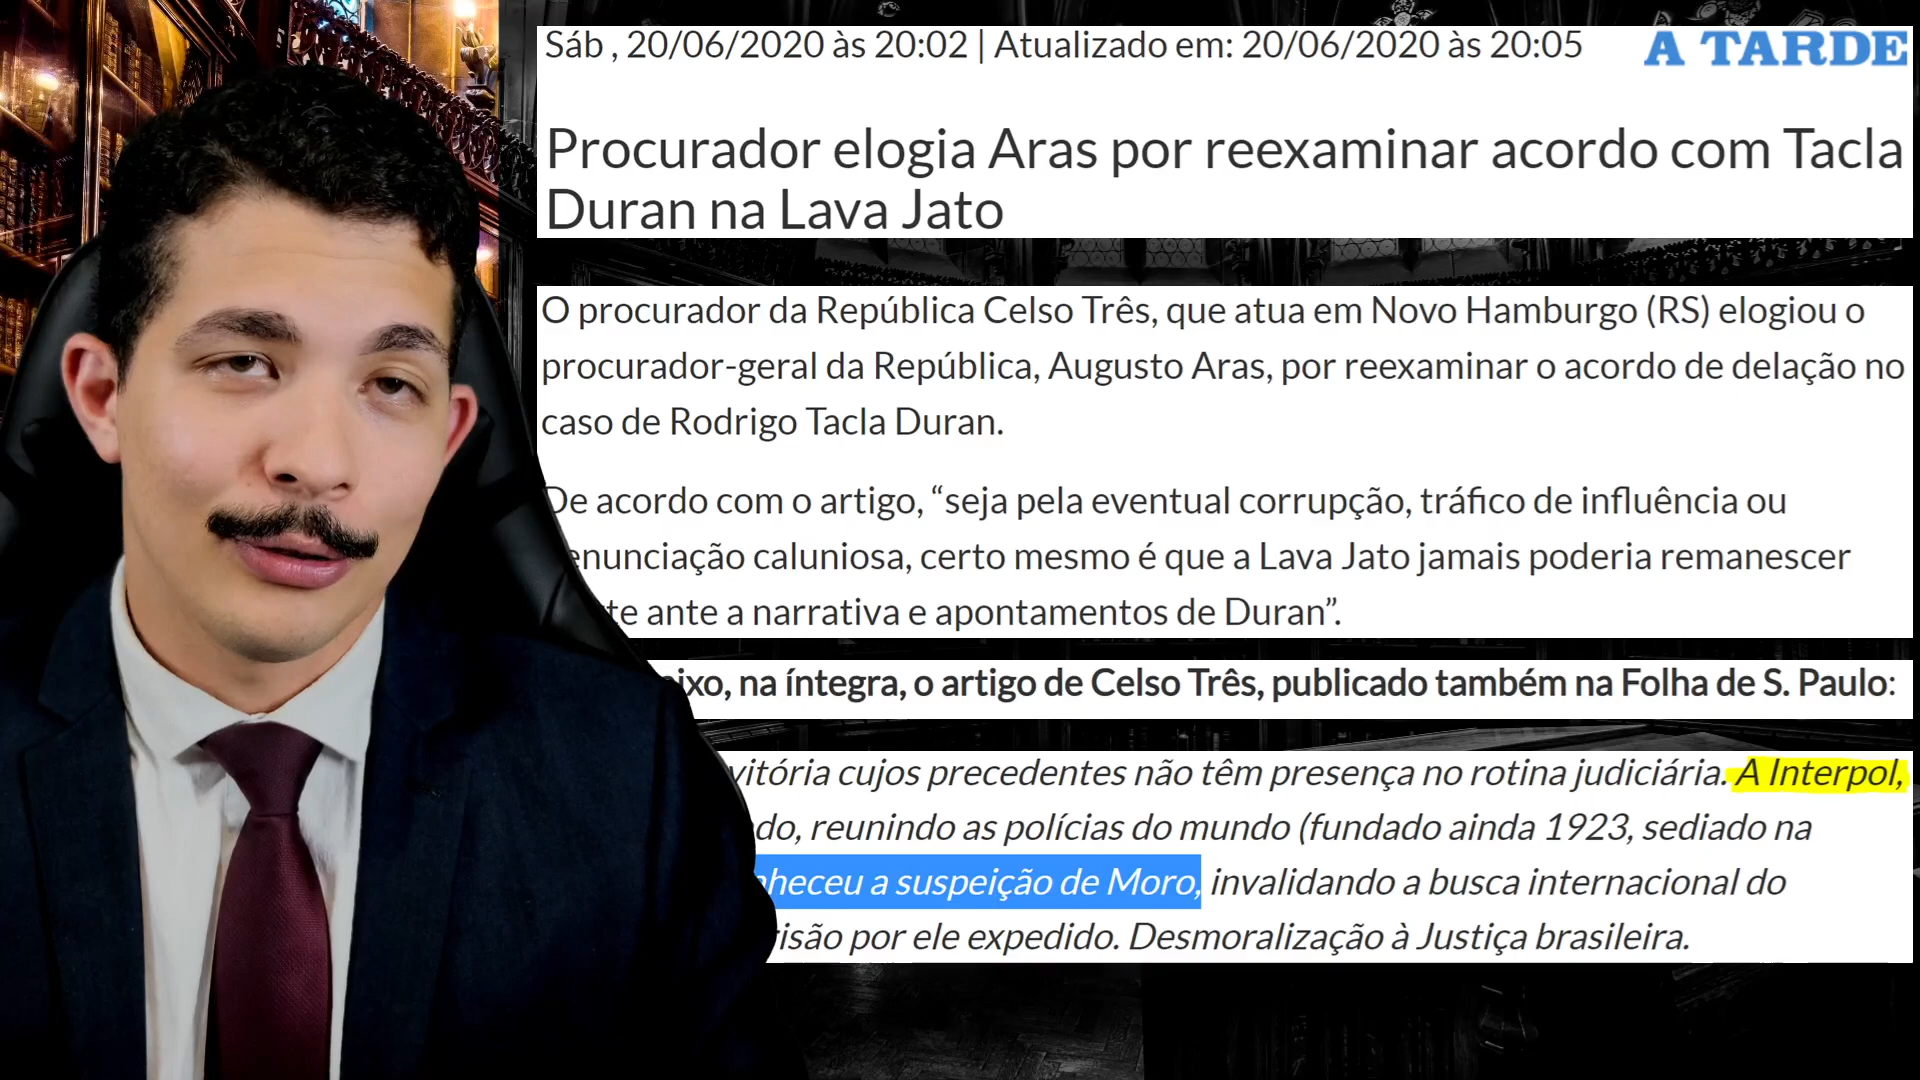 Sáb , 20/06/2020 às 20:02 | Atualizado em: 20/06/2020 às 20:05
A TARDE
Procurador elogia Aras por reexaminar acordo com Tacla
Duran na Lava Jato
O procurador da República Celso Três, que atua em Novo Hamburgo (RS) elogiou o
procurador-geral da República, Augusto Aras, por reexaminar o acordo de delação no
caso de Rodrigo Tacla Duran.
De acordo com o artigo, “seja pela eventual corrupção, tráfico de influência ou
enunciação caluniosa, certo mesmo é que a Lava Jato jamais poderia remanescer
ante a narrativa e apontamentos de Duran”.
ixo, na íntegra, o artigo de Celso Três, publicado também na Folha de S. Paulo:
vitória cujos precedentes não têm presença no rotina judiciária. A Interpol,
do, reunindo as polícias do mundo (fundado ainda 1923, sediado na
nheceu a suspeição de Moro, invalidando a busca internacional do
risão por ele expedido. Desmoralização à Justiça brasileira.